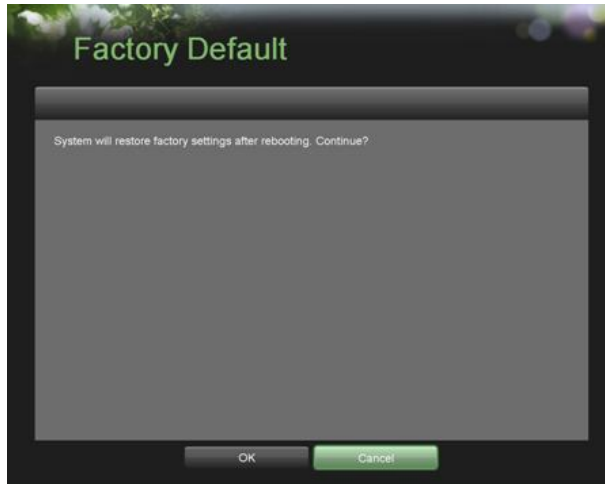 Factory Default
System will restore factory settings after rebooting. Continue?
OK
Cancel